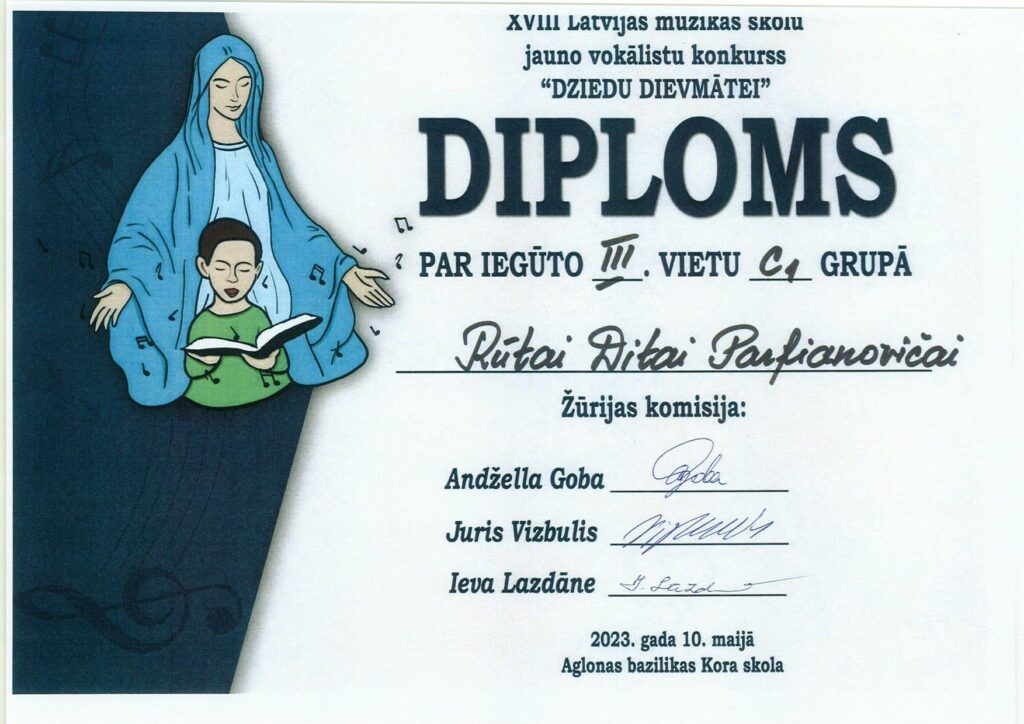 XVIII Latvijas mūzikas skolu
jauno vokālistu konkurss
“DZIEDU DIEVMĀTEI”
DIPLOMS
PAR IEGŪTO III. VIETU C1 GRUPĀ
Rūtai Ditai Parfianovičai
Žūrijas komisija:
Andžella Goba
Juris Vizbulis
Ieva Lazdāne I. Lazd
2023. gada 10. maijā
Aglonas bazilikas Kora skola